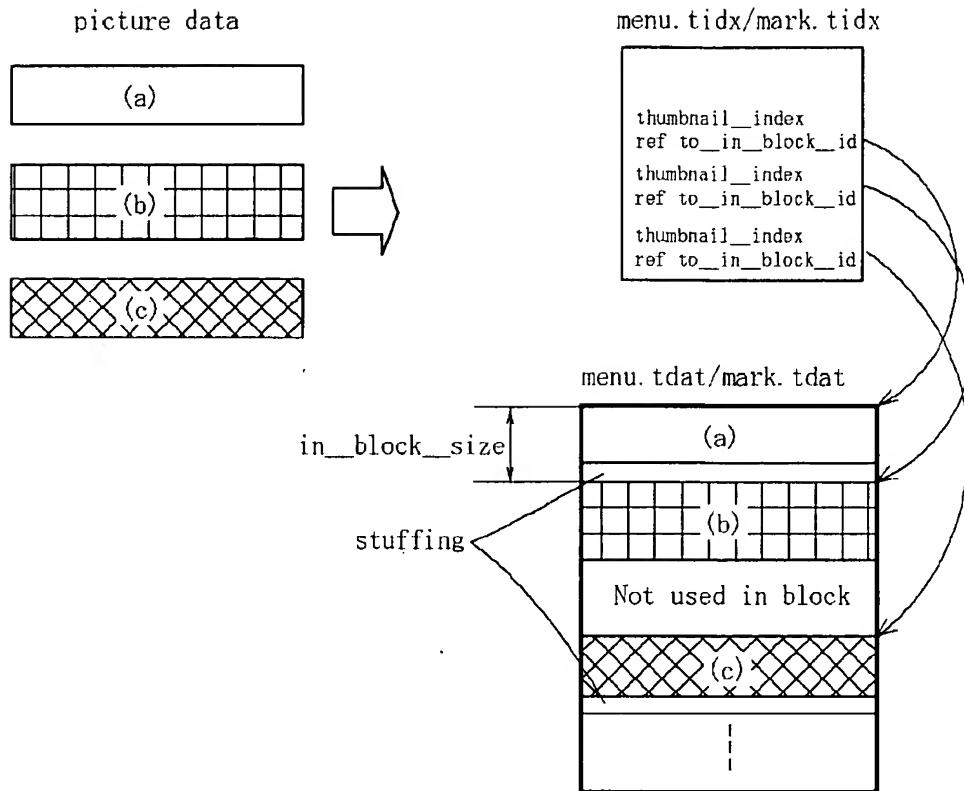 picture data
(a)
(b)
(c)
menu.tidx/mark.tidx
thumbnail__index
ref to__in__block__id
thumbnail__index
ref to__in__block__id
thumbnail__index
ref to__in__block__id
menu.tdat/mark.tdat
in__block__size
(a)
stuffing
(b)
Not used in block
(c)